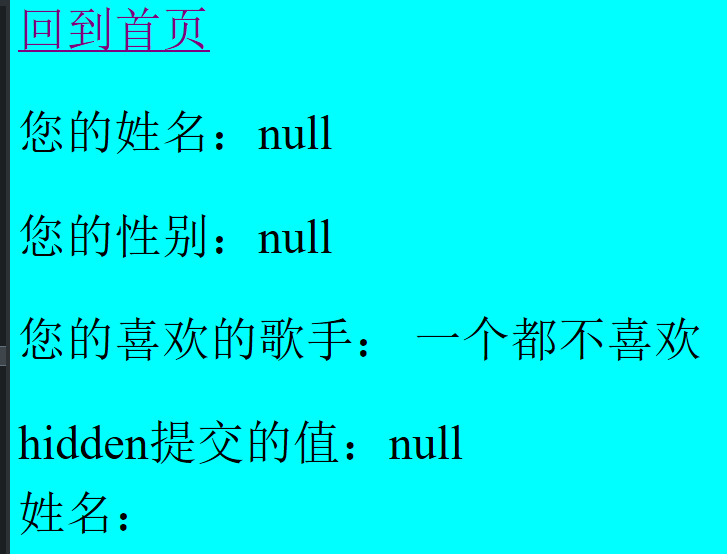 回到首页
您的姓名：null
您的性别：null
您的喜欢的歌手： 一个都不喜欢
hidden提交的值：null
姓名：